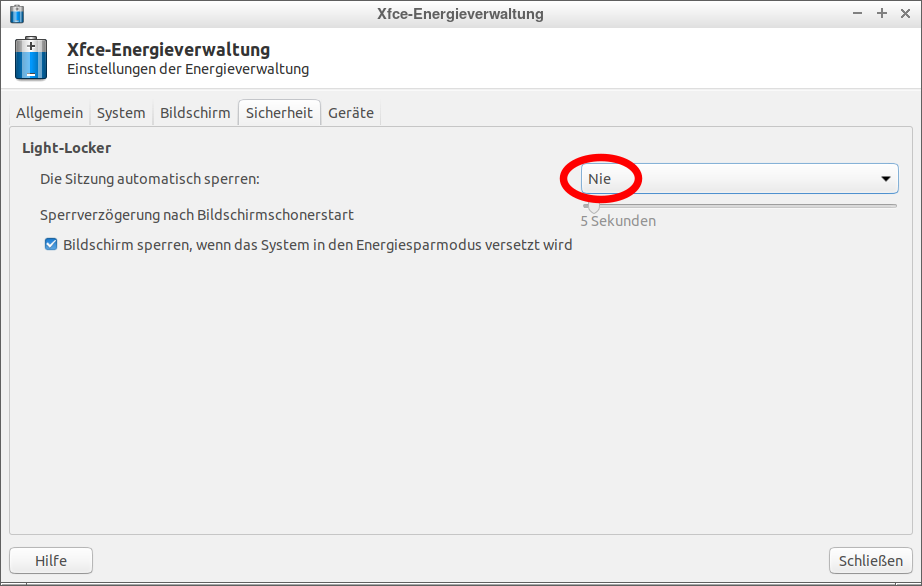 Xfce-Energieverwaltung
Xfce-Energieverwaltung
Einstellungen der Energieverwaltung
Allgemein System Bildschirm Sicherheit Geräte
Light-Locker
Die Sitzung automatisch sperren: Nie
Sperrverzögerung nach Bildschirmschonerstart
5 Sekunden
Bildschirm sperren, wenn das System in den Energiesparmodus versetzt wird
Hilfe Schließen